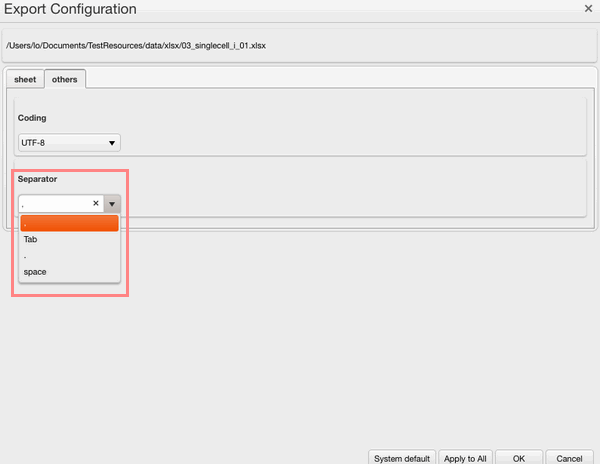 Export Configuration
/Users/lo/Documents/TestResources/data/xlsx/03_singlecell_i_01.xlsx
sheet others
Coding
UTF-8
Separator
,
,
Tab
.
space
System default Apply to All OK Cancel